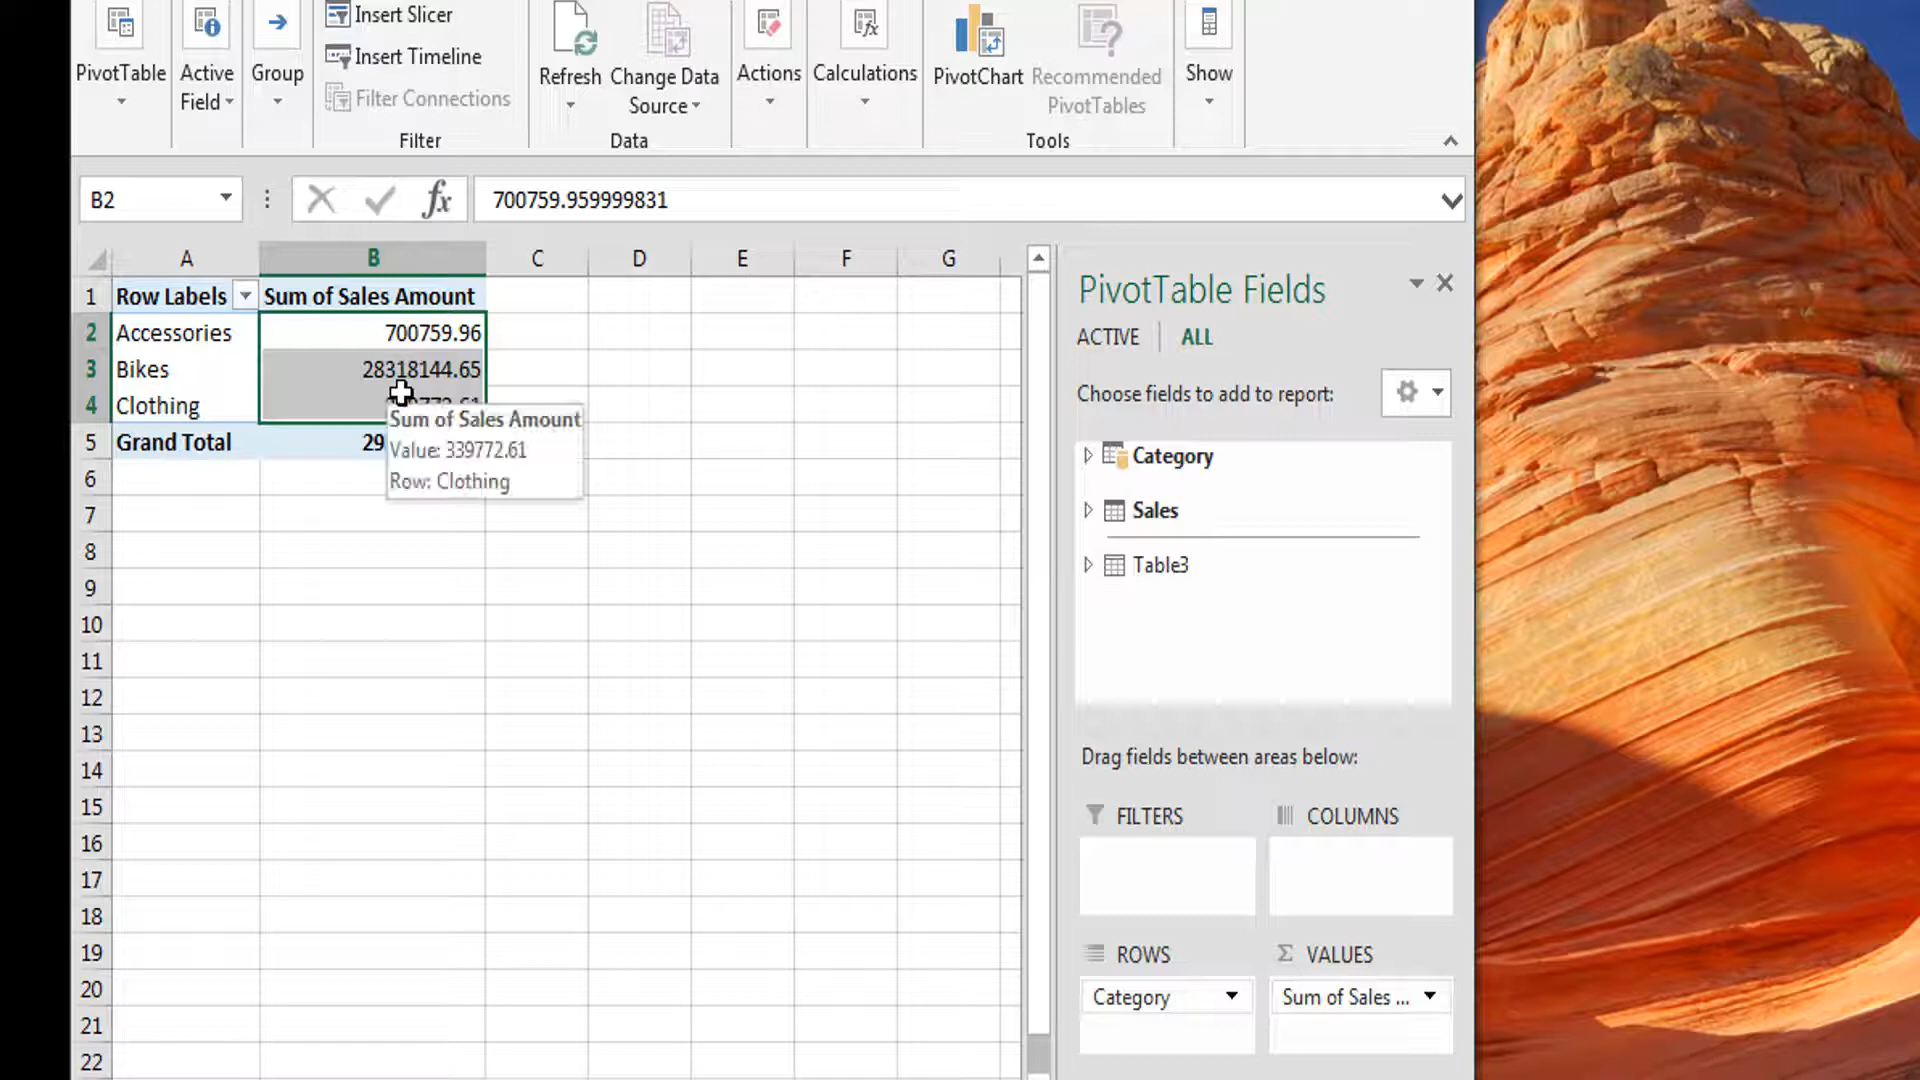 Insert Slicer
Insert Timeline
Filter Connections
PivotTable
Active Field
Group
Refresh
Change Data Source
Actions
Calculations
PivotChart
Recommended PivotTables
Show
Filter
Data
Tools
B2
fx
700759.959999831
A B C D E F G
1 Row Labels Sum of Sales Amount
2 Accessories 700759.96
3 Bikes 28318144.65
4 Clothing
5 Grand Total 29
Sum of Sales Amount
Value: 339772.61
Row: Clothing
6
7
8
9
10
11
12
13
14
15
16
17
18
19
20
21
22
PivotTable Fields
ACTIVE ALL
Choose fields to add to report:
Category
Sales
Table3
Drag fields between areas below:
FILTERS
COLUMNS
ROWS
VALUES
Category
Sum of Sales ...